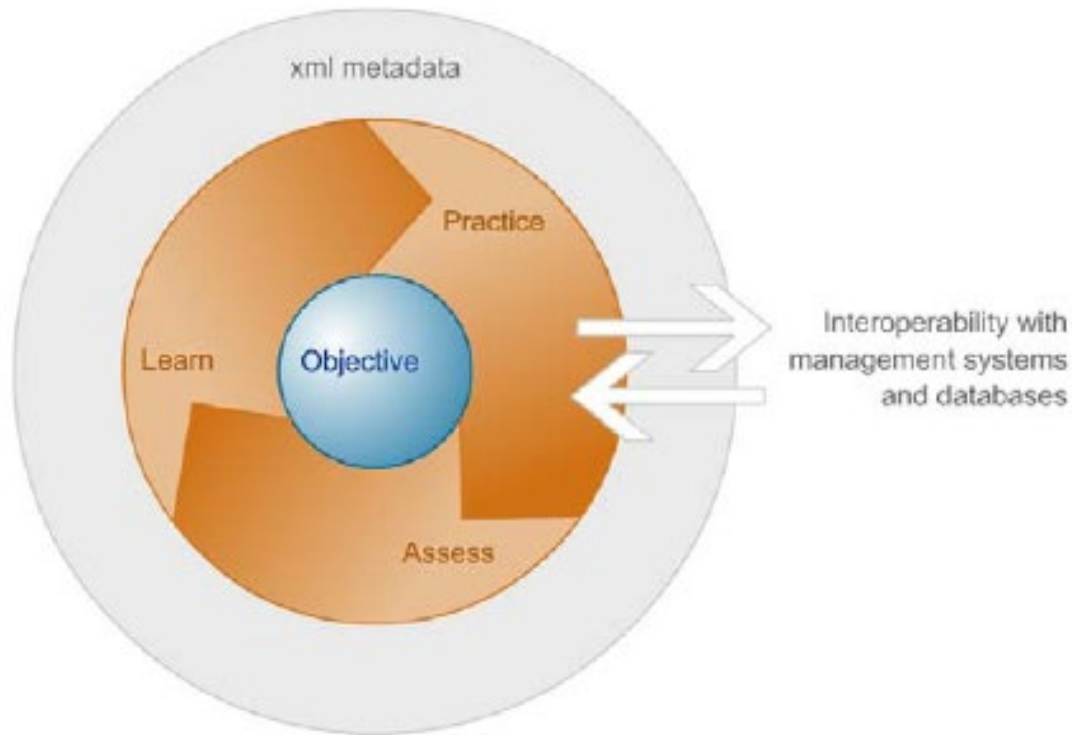 xml metadata
Practice
Learn
Objective
Assess
Interoperability with
management systems
and databases